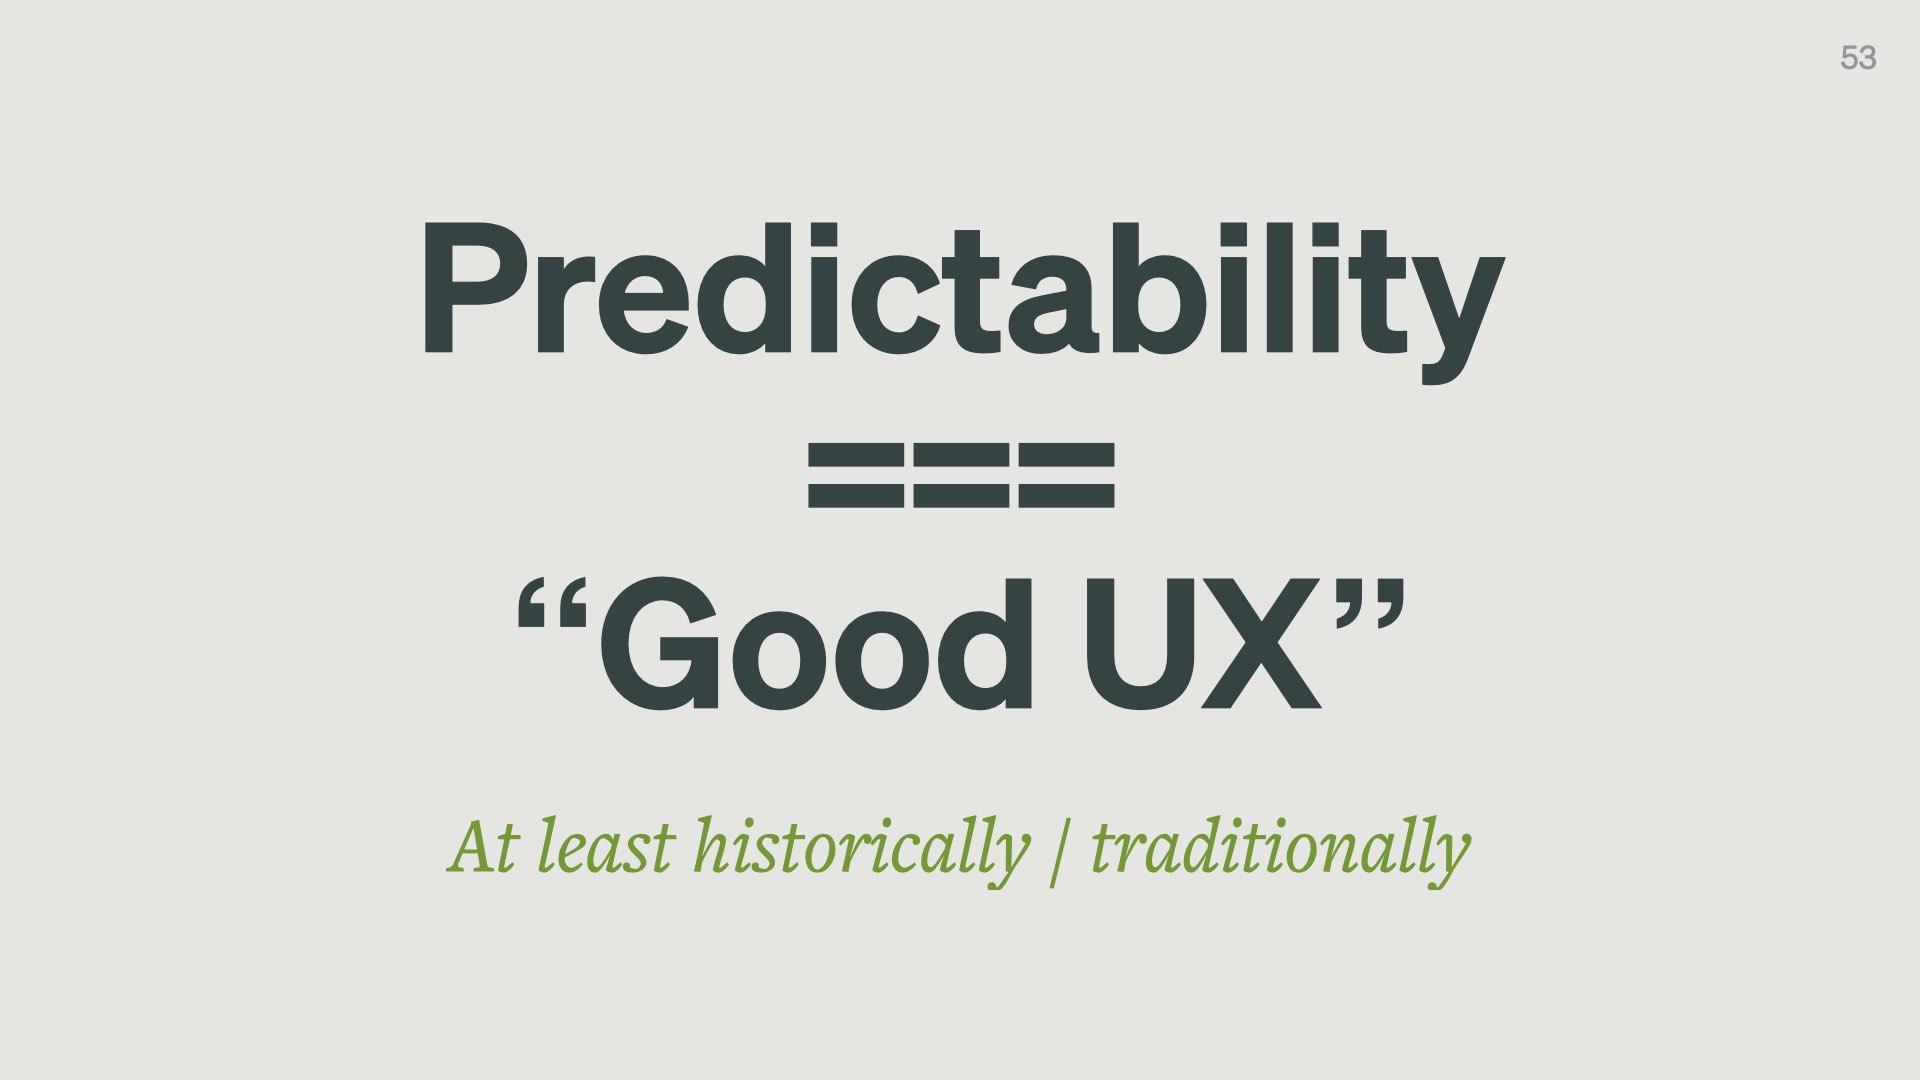 53
Predictability
===
“Good UX”
At least historically / traditionally